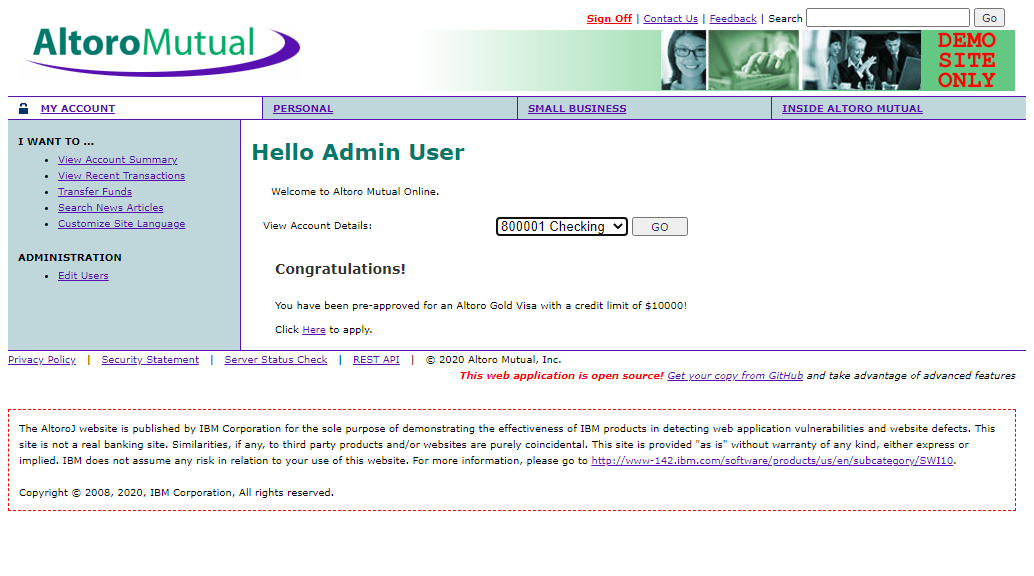 AltoroMutual
Sign Off | Contact Us | Feedback | Search Go
DEMO
SITE
ONLY
MY ACCOUNT PERSONAL SMALL BUSINESS INSIDE ALTORO MUTUAL
I WANT TO ...
• View Account Summary
• View Recent Transactions
• Transfer Funds
• Search News Articles
• Customize Site Language
ADMINISTRATION
• Edit Users
Hello Admin User
Welcome to Altoro Mutual Online.
View Account Details: 800001 Checking GO
Congratulations!
You have been pre-approved for an Altoro Gold Visa with a credit limit of $10000!
Click Here to apply.
Privacy Policy | Security Statement | Server Status Check | REST API | © 2020 Altoro Mutual, Inc.
This web application is open source! Get your copy from GitHub and take advantage of advanced features
The AltoroJ website is published by IBM Corporation for the sole purpose of demonstrating the effectiveness of IBM products in detecting web application vulnerabilities and website defects. This
site is not a real banking site. Similarities, if any, to third party products and/or websites are purely coincidental. This site is provided "as is" without warranty of any kind, either express or
implied. IBM does not assume any risk in relation to your use of this website. For more information, please go to http://www-142.ibm.com/software/products/us/en/subcategory/SWI10.
Copyright © 2008, 2020, IBM Corporation, All rights reserved.